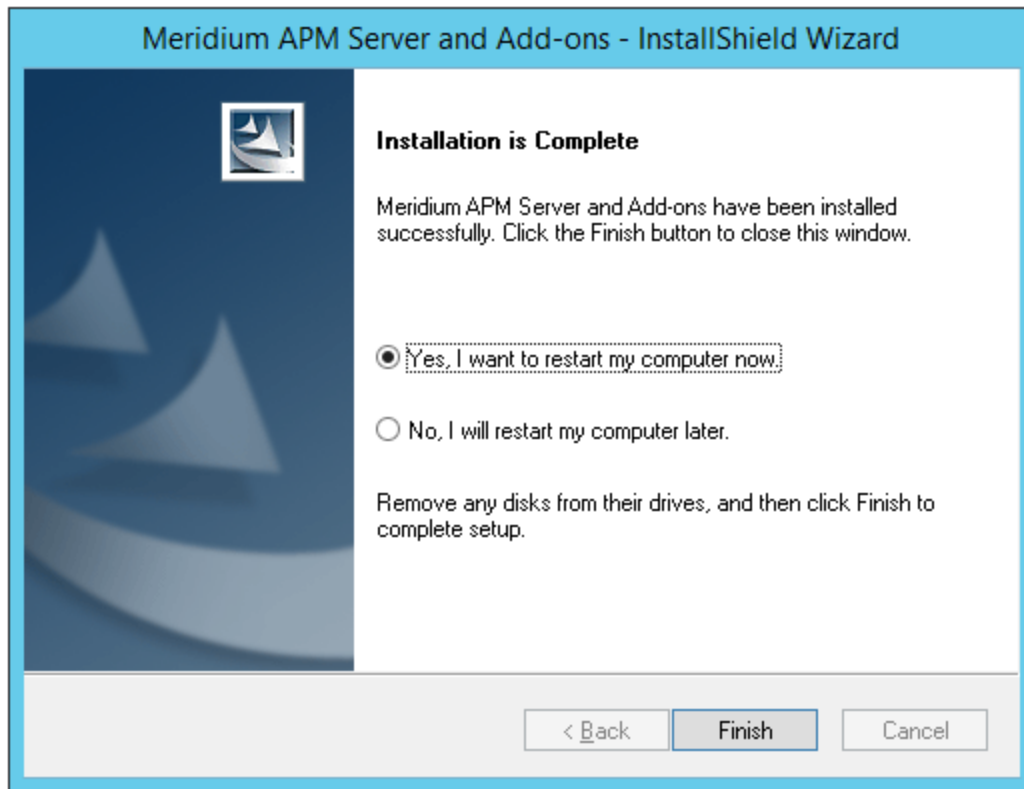 Meridium APM Server and Add-ons - InstallShield Wizard
Installation is Complete
Meridium APM Server and Add-ons have been installed
successfully. Click the Finish button to close this window.
Yes, I want to restart my computer now.
No, I will restart my computer later.
Remove any disks from their drives, and then click Finish to
complete setup.
< Back Finish Cancel